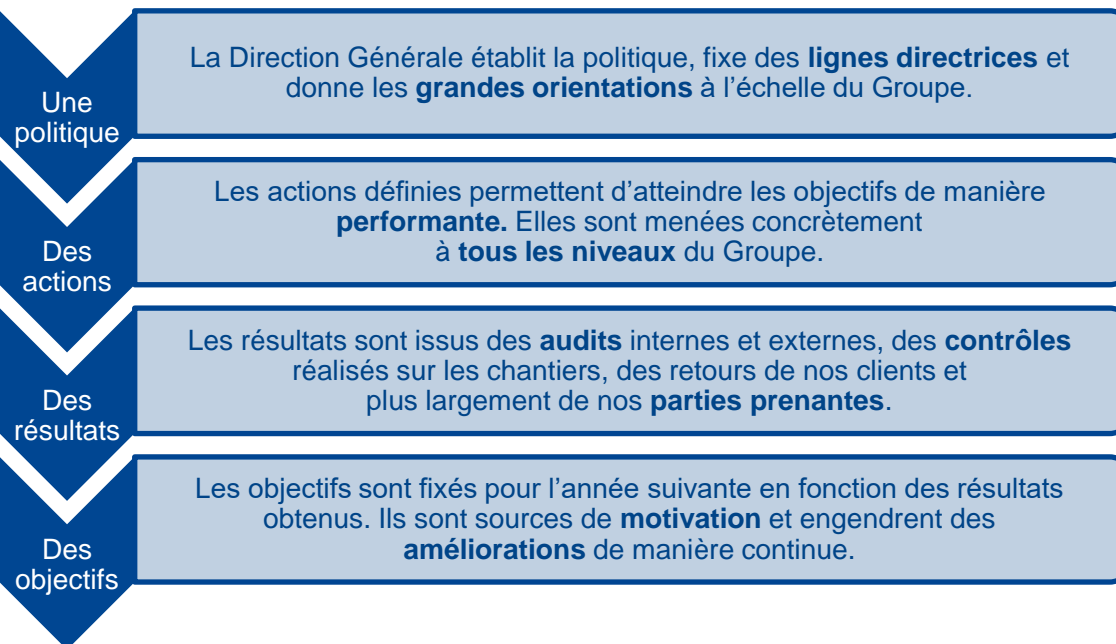 Une
politique
La Direction Générale établit la politique, fixe des lignes directrices et
donne les grandes orientations à l’échelle du Groupe.
Des
actions
Les actions définies permettent d’atteindre les objectifs de manière
performante. Elles sont menées concrètement
à tous les niveaux du Groupe.
Des
résultats
Les résultats sont issus des audits internes et externes, des contrôles
réalisés sur les chantiers, des retours de nos clients et
plus largement de nos parties prenantes.
Des
objectifs
Les objectifs sont fixés pour l’année suivante en fonction des résultats
obtenus. Ils sont sources de motivation et engendrent des
améliorations de manière continue.